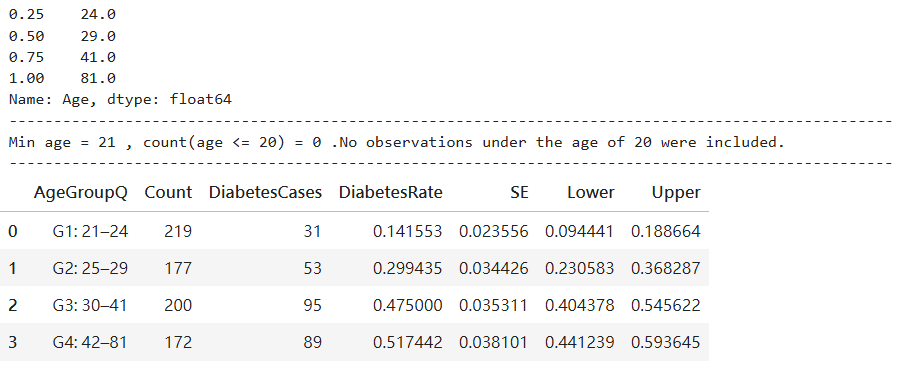 0.25    24.0
0.50    29.0
0.75    41.0
1.00    81.0
Name: Age, dtype: float64
--------------------------------------------------------------------------------------------------
Min age = 21 , count(age <= 20) = 0 .No observations under the age of 20 were included.
--------------------------------------------------------------------------------------------------
AgeGroupQ Count DiabetesCases DiabetesRate SE Lower Upper
0 G1: 21–24 219 31 0.141553 0.023556 0.094441 0.188664
1 G2: 25–29 177 53 0.299435 0.034426 0.230583 0.368287
2 G3: 30–41 200 95 0.475000 0.035311 0.404378 0.545622
3 G4: 42–81 172 89 0.517442 0.038101 0.441239 0.593645